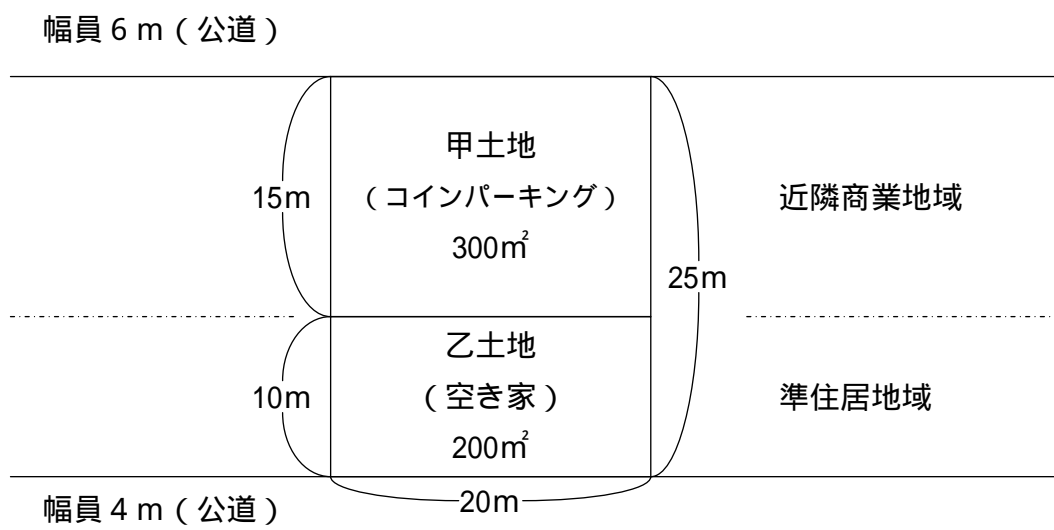 幅員6m(公道)
甲土地
(コインパーキング)
300㎡
15m
近隣商業地域
25m
乙土地
(空き家)
200㎡
10m
準住居地域
20m
幅員4m(公道)